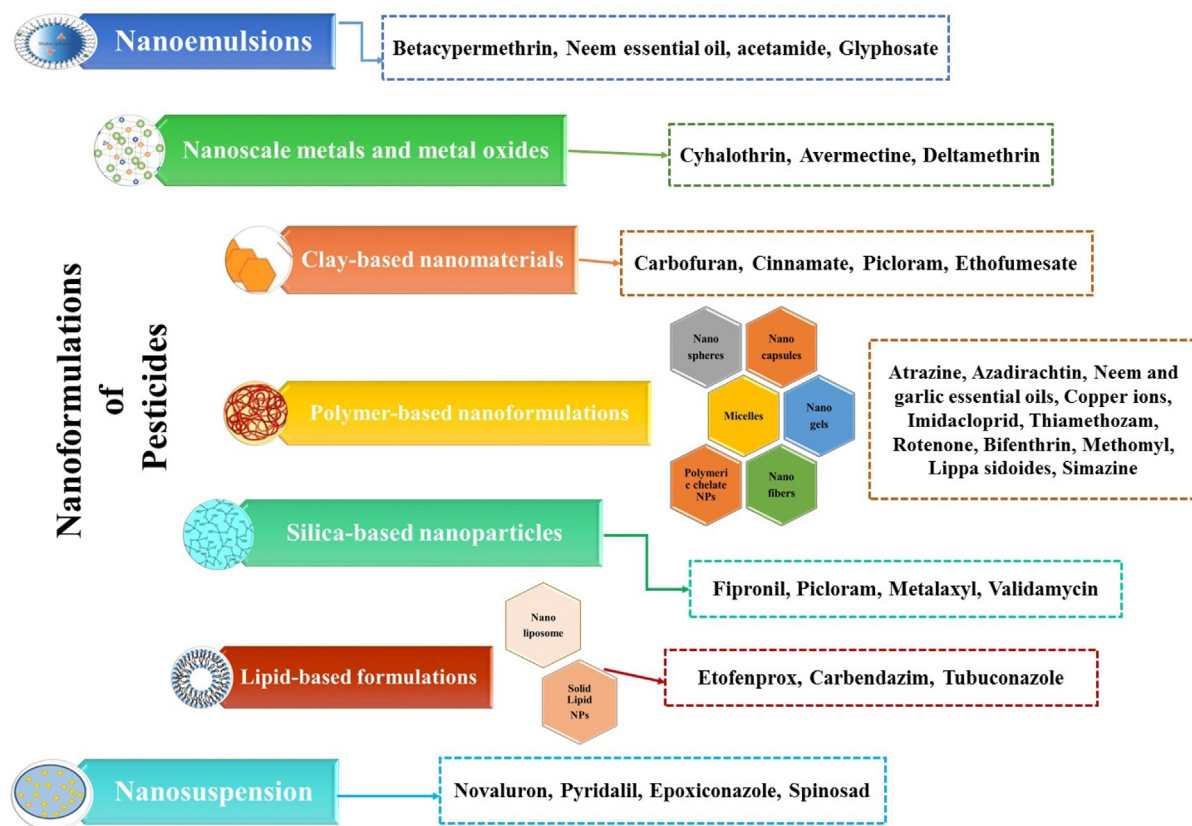 Nanoformulations
of
Pesticides
Nanoemulsions
Betacypermethrin, Neem essential oil, acetamide, Glyphosate
Nanoscale metals and metal oxides
Cyhalothrin, Avermectine, Deltamethrin
Clay-based nanomaterials
Carbofuran, Cinnamate, Picloram, Ethofumesate
Polymer-based nanoformulations
Nano
spheres
Nano
capsules
Micelles
Nano
gels
Polymeri
c chelate
NPs
Nano
fibers
Atrazine, Azadirachtin, Neem and
garlic essential oils, Copper ions,
Imidacloprid, Thiamethozam,
Rotenone, Bifenthrin, Methomyl,
Lippa sidoides, Simazine
Silica-based nanoparticles
Fipronil, Picloram, Metalaxyl, Validamycin
Lipid-based formulations
Nano
liposome
Solid
Lipid
NPs
Etofenprox, Carbendazim, Tubuconazole
Nanosuspension
Novaluron, Pyridalil, Epoxiconazole, Spinosad